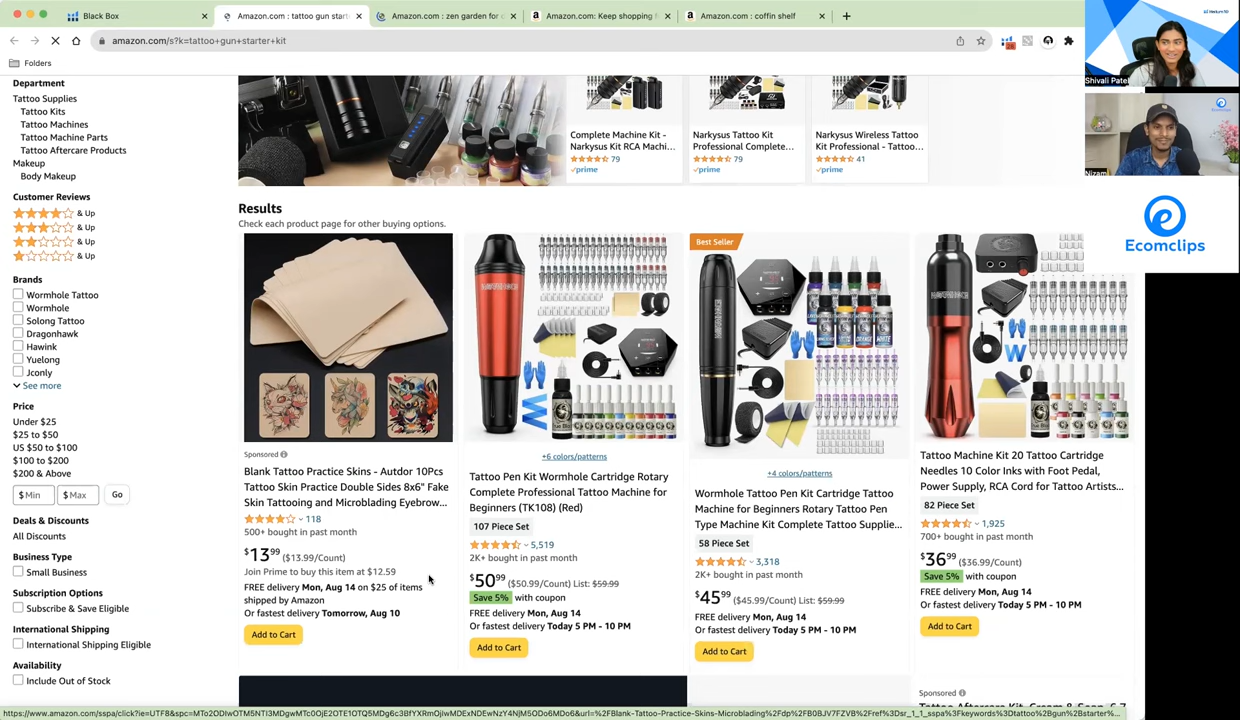 Black Box
Amazon.com : tattoo gun start
Amazon.com : zen garden for d
Amazon.com: Keep shopping f
Amazon.com : coffin shelf
amazon.com/s?k=tattoo+gun+starter+kit
Folders
Shivali Patel
Nizam
Ecomclips
Department
Tattoo Supplies
Tattoo Kits
Tattoo Machines
Tattoo Machine Parts
Tattoo Aftercare Products
Makeup
Body Makeup
Customer Reviews
& Up
& Up
& Up
& Up
Brands
Wormhole Tattoo
Wormhole
Solong Tattoo
Dragonhawk
Hawink
Yuelong
Jconly
See more
Price
Under $25
$25 to $50
US $50 to $100
$100 to $200
$200 & Above
$ Min
$ Max
Go
Deals & Discounts
All Discounts
Business Type
Small Business
Subscription Options
Subscribe & Save Eligible
International Shipping
International Shipping Eligible
Availability
Include Out of Stock
Complete Machine Kit -
Narkysus Kit RCA Machi...
79
prime
Narkysus Tattoo Kit
Professional Complete...
79
prime
Narkysus Wireless Tattoo
Kit Professional - Tattoo...
41
prime
Results
Check each product page for other buying options.
Sponsored
Blank Tattoo Practice Skins - Autdor 10Pcs
Tattoo Skin Practice Double Sides 8x6" Fake
Skin Tattooing and Microblading Eyebrow...
118
500+ bought in past month
$13 99 ($13.99/Count)
Join Prime to buy this item at $12.59
FREE delivery Mon, Aug 14 on $25 of items
shipped by Amazon
Or fastest delivery Tomorrow, Aug 10
Add to Cart
+6 colors/patterns
Tattoo Pen Kit Wormhole Cartridge Rotary
Complete Professional Tattoo Machine for
Beginners (TK108) (Red)
107 Piece Set
5,519
2K+ bought in past month
$50 99 ($50.99/Count) List: $59.99
Save 5% with coupon
FREE delivery Mon, Aug 14
Or fastest delivery Today 5 PM - 10 PM
Add to Cart
Best Seller
+4 colors/patterns
Wormhole Tattoo Pen Kit Cartridge Tattoo
Machine for Beginners Rotary Tattoo Pen
Type Machine Kit Complete Tattoo Supplie...
58 Piece Set
3,318
2K+ bought in past month
$45 99 ($45.99/Count) List: $59.99
FREE delivery Mon, Aug 14
Or fastest delivery Today 5 PM - 10 PM
Add to Cart
Tattoo Machine Kit 20 Tattoo Cartridge
Needles 10 Color Inks with Foot Pedal,
Power Supply, RCA Cord for Tattoo Artists...
82 Piece Set
1,925
700+ bought in past month
$36 99 ($36.99/Count)
Save 5% with coupon
FREE delivery Mon, Aug 14
Or fastest delivery Today 5 PM - 10 PM
Add to Cart
Sponsored